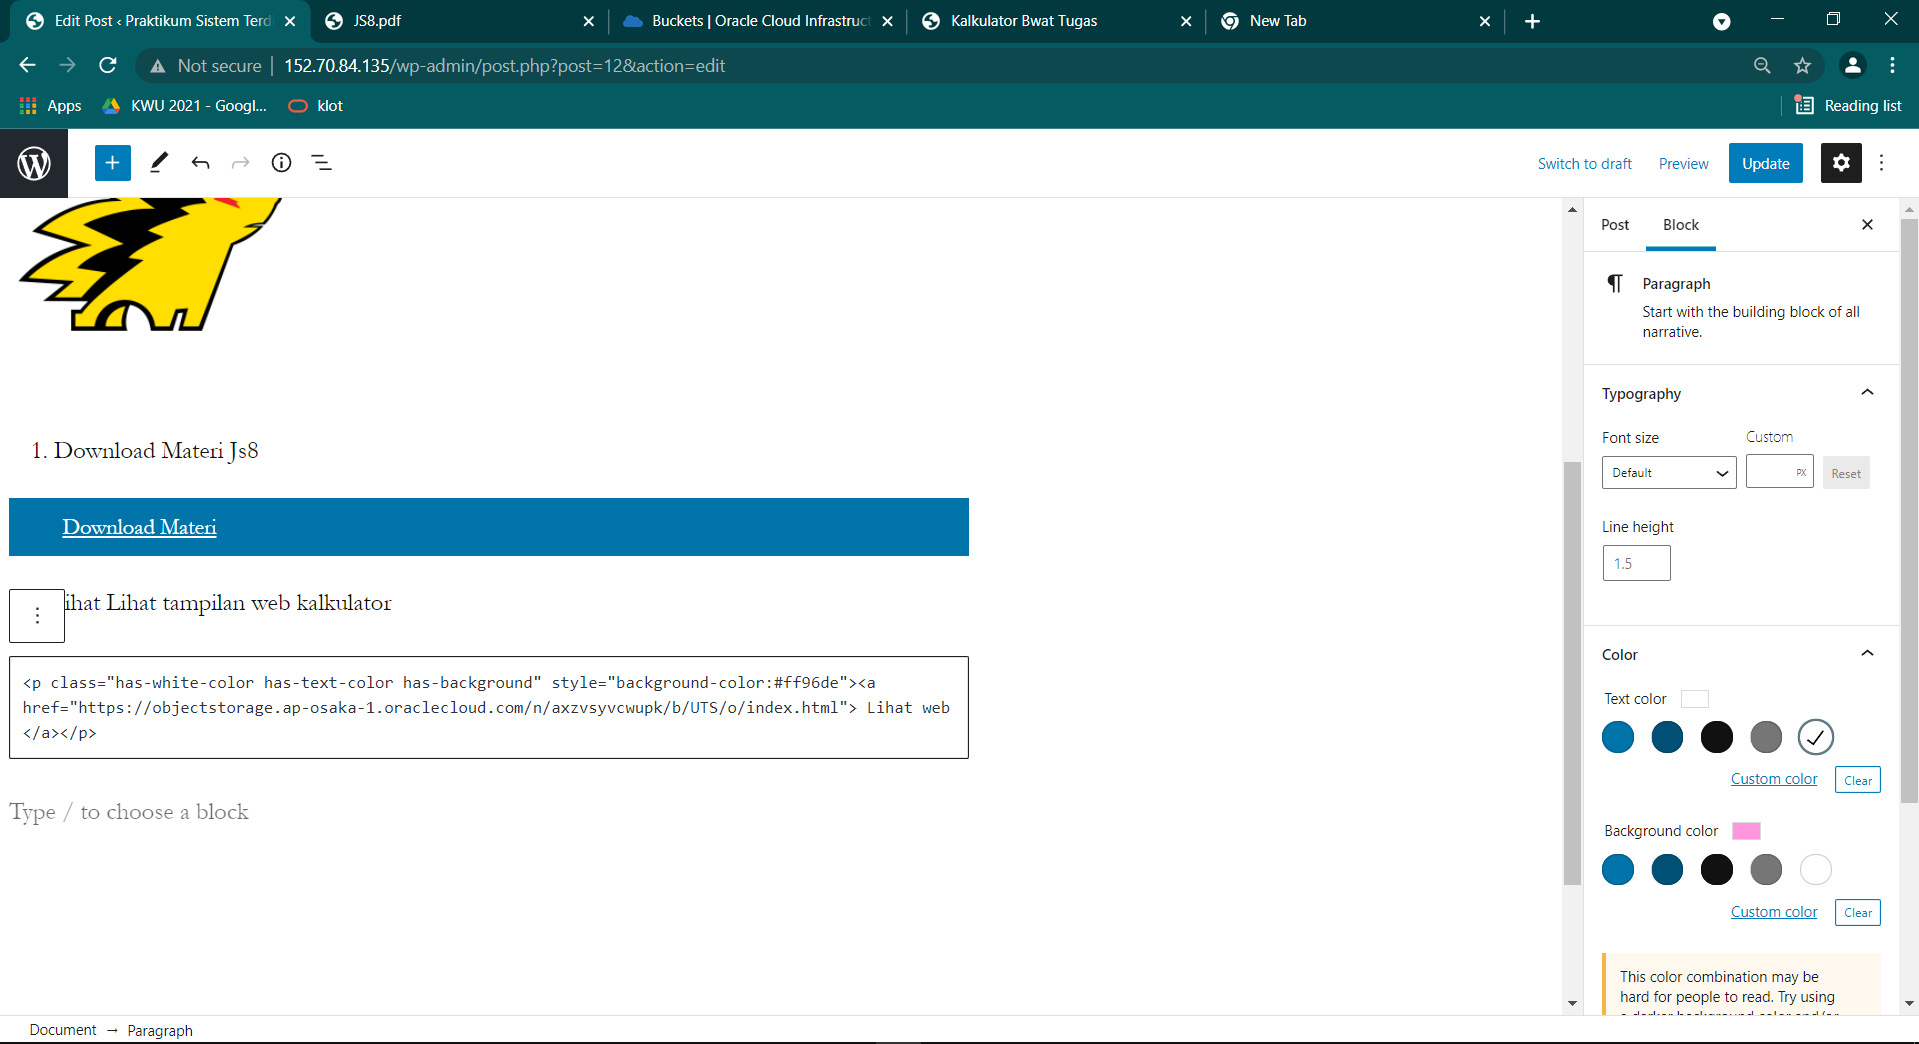 Edit Post ‹ Praktikum Sistem Terdi
JS8.pdf
Buckets | Oracle Cloud Infrastruct
Kalkulator Bwat Tugas
New Tab
Not secure | 152.70.84.135/wp-admin/post.php?post=12&action=edit
Apps
KWU 2021 - Googl...
klot
Reading list
Switch to draft
Preview
Update
Post
Block
Paragraph
Start with the building block of all
narrative.
Typography
Font size
Custom
Default
PX
Reset
Line height
1.5
Color
Text color
Custom color
Clear
Background color
Custom color
Clear
This color combination may be
hard for people to read. Try using
1. Download Materi Js8
Download Materi
ihat Lihat tampilan web kalkulator
<p class="has-white-color has-text-color has-background" style="background-color:#ff96de"><a
href="https://objectstorage.ap-osaka-1.oraclecloud.com/n/axzvsyvcwupk/b/UTS/o/index.html"> Lihat web
</a></p>
Type / to choose a block
Document → Paragraph